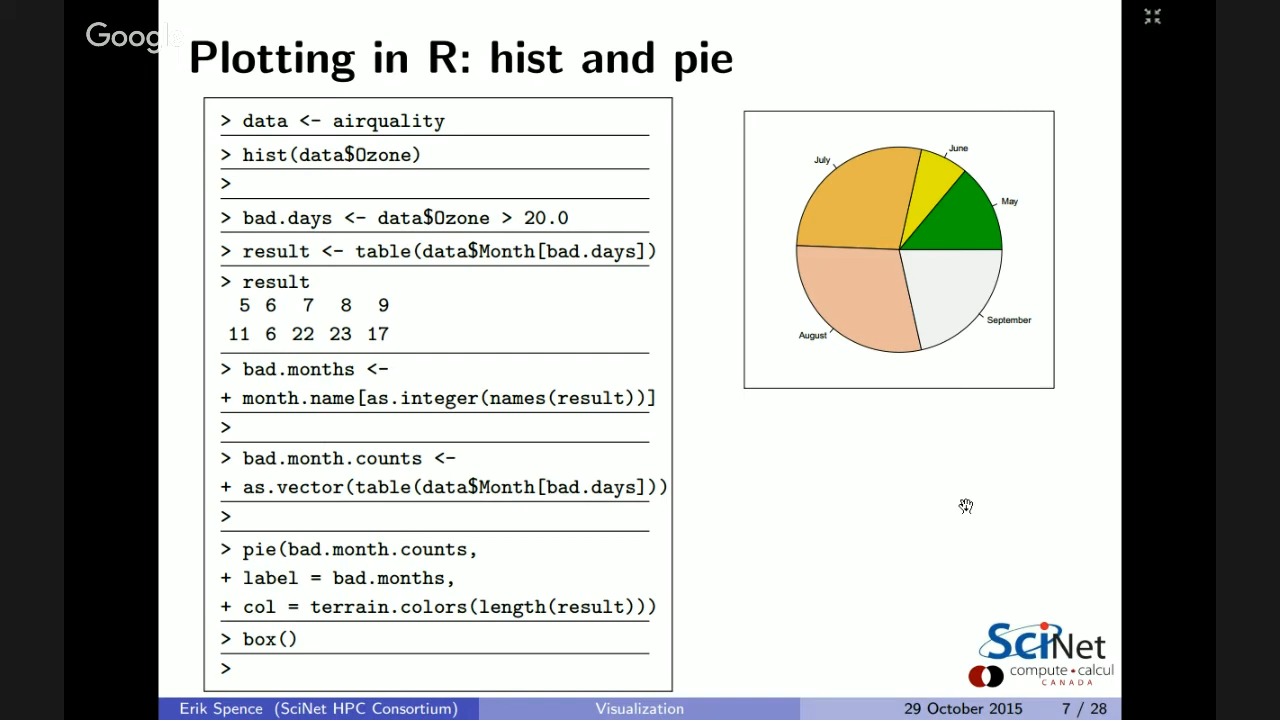 Google
Plotting in R: hist and pie
> data <- airquality
> hist(data$Ozone)
>
> bad.days <- data$Ozone > 20.0
> result <- table(data$Month[bad.days])
> result
5 6 7 8 9
11 6 22 23 17
> bad.months <-
+ month.name[as.integer(names(result))]
>
> bad.month.counts <-
+ as.vector(table(data$Month[bad.days]))
>
> pie(bad.month.counts,
+ label = bad.months,
+ col = terrain.colors(length(result)))
> box()
>
June
July
May
September
August
SciNet
compute • calcul
CANADA
Erik Spence (SciNet HPC Consortium) Visualization 29 October 2015 7 / 28